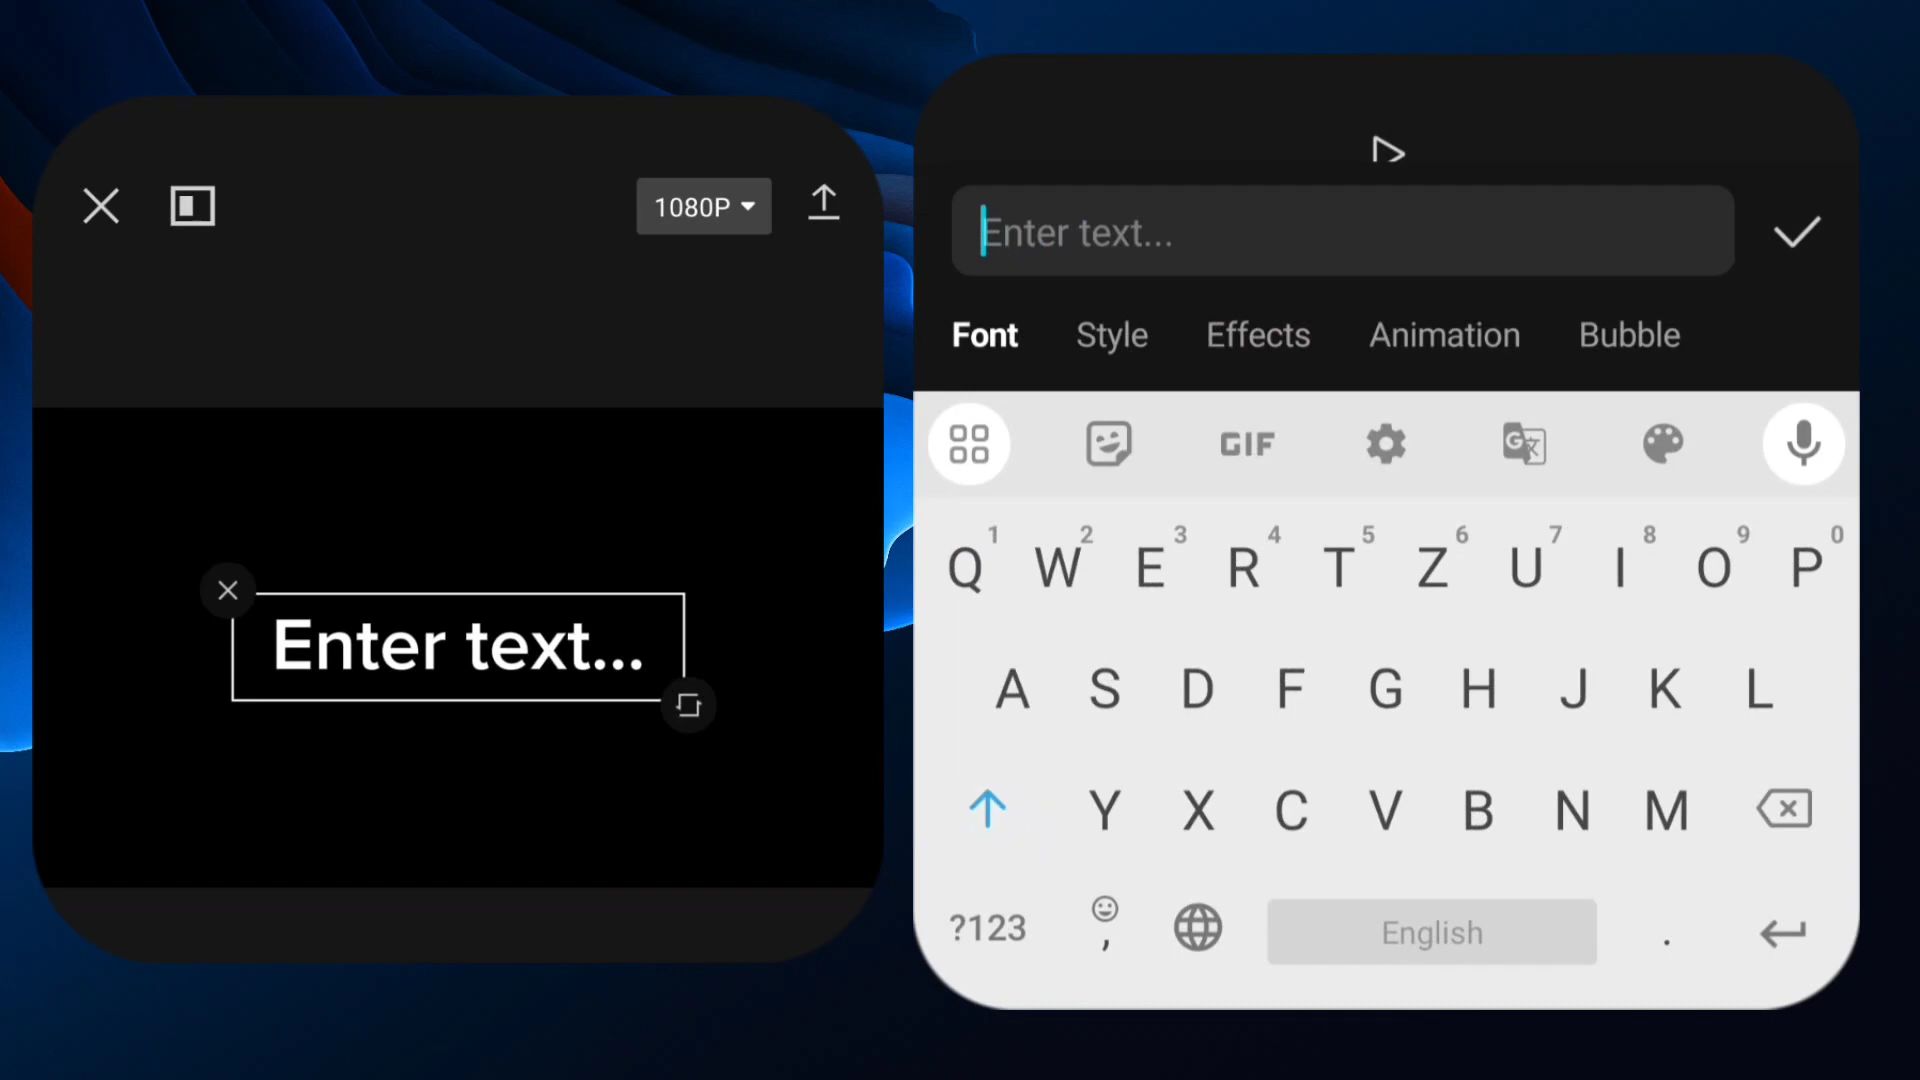 1080P
Enter text...
Enter text...
Font Style Effects Animation Bubble
GIF G
1 2 3 4 5 6 7 8 9 0
Q W E R T Z U I O P
A S D F G H J K L
Y X C V B N M
?123 , English .